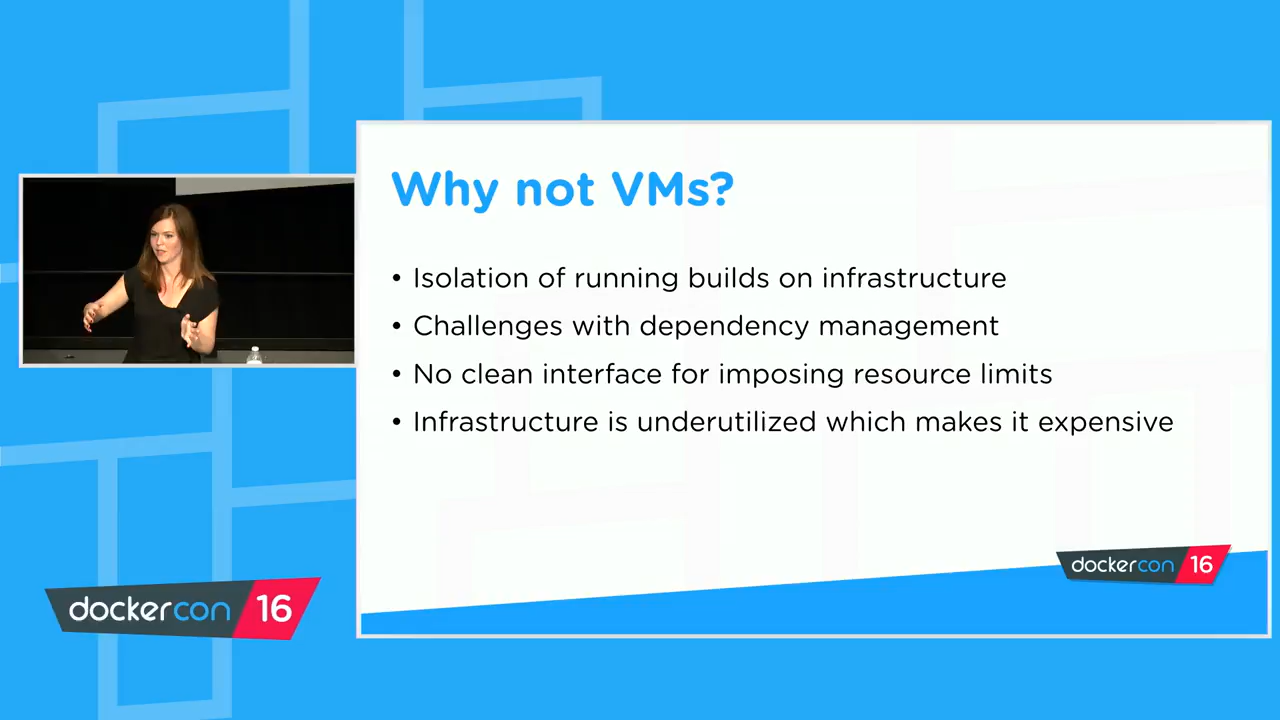 Why not VMs?
• Isolation of running builds on infrastructure
• Challenges with dependency management
• No clean interface for imposing resource limits
• Infrastructure is underutilized which makes it expensive
dockercon 16
dockercon 16